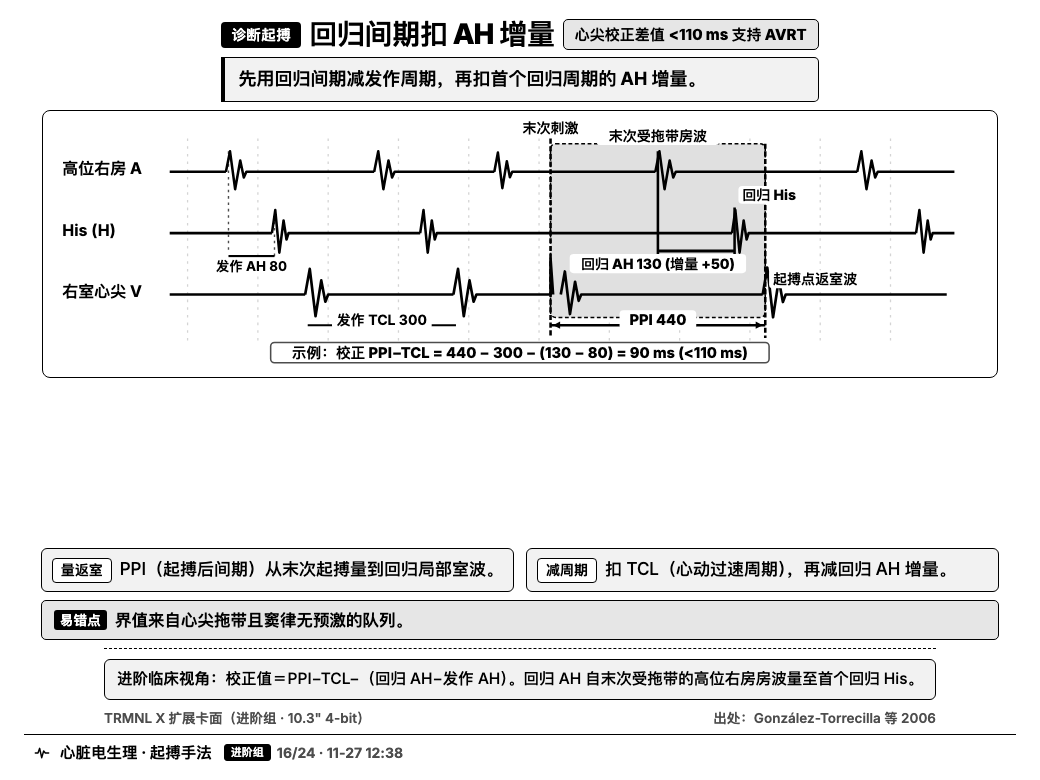 诊断起搏 回归间期扣 AH 增量 心尖校正差值 <110 ms 支持 AVRT
先用回归间期减发作周期，再扣首个回归周期的 AH 增量。
末次刺激
末次受拖带房波
高位右房 A
回归 His
His (H)
发作 AH 80
回归 AH 130 (增量 +50)
起搏点返室波
右室心尖 V
发作 TCL 300
PPI 440
示例：校正 PPI−TCL = 440 − 300 − (130 − 80) = 90 ms (<110 ms)
量返室 PPI（起搏后间期）从末次起搏量到回归局部室波。
减周期 扣 TCL（心动过速周期），再减回归 AH 增量。
易错点 界值来自心尖拖带且窦律无预激的队列。
进阶临床视角：校正值＝PPI−TCL−（回归 AH−发作 AH）。回归 AH 自末次受拖带的高位右房房波量至首个回归 His。
TRMNL X 扩展卡面（进阶组 · 10.3" 4-bit）
出处：González-Torrecilla 等 2006
心脏电生理 · 起搏手法 进阶组 16/24 · 11-27 12:38